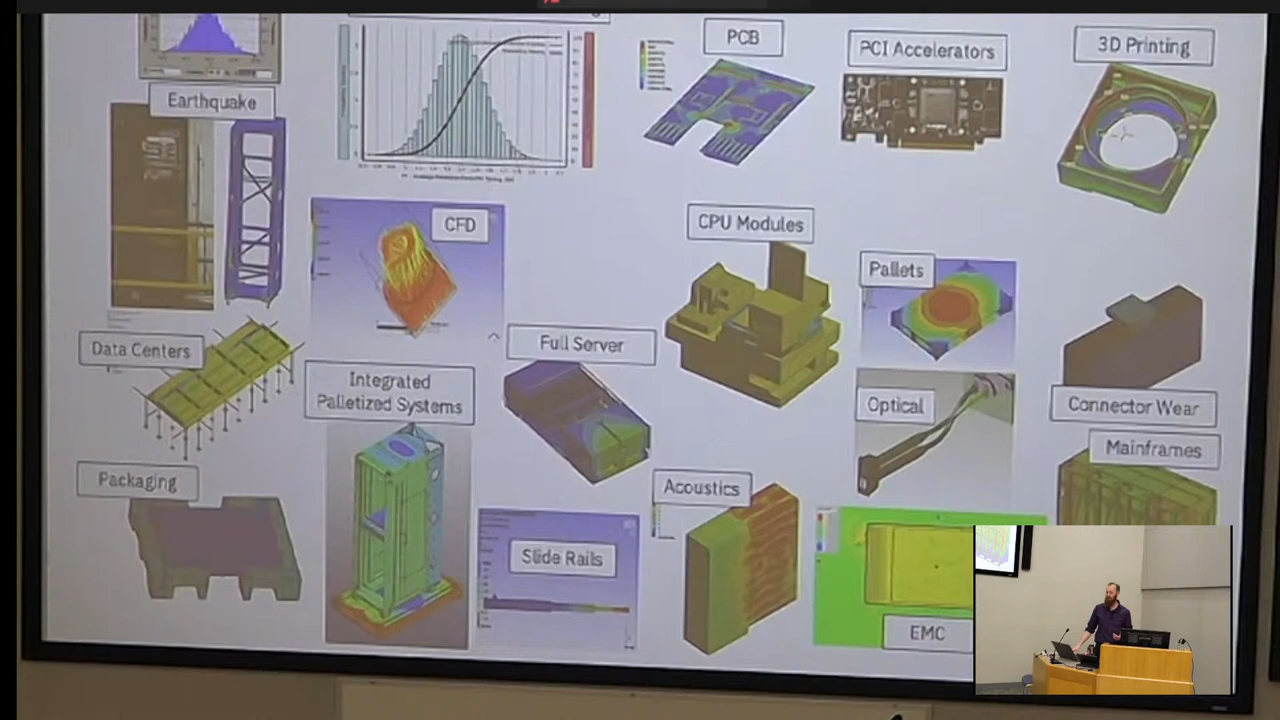 PCB
PCI Accelerators
3D Printing
Earthquake
CFD
CPU Modules
Pallets
Data Centers
Full Server
Integrated
Palletized Systems
Optical
Connector Wear
Mainframes
Packaging
Acoustics
Slide Rails
EMC